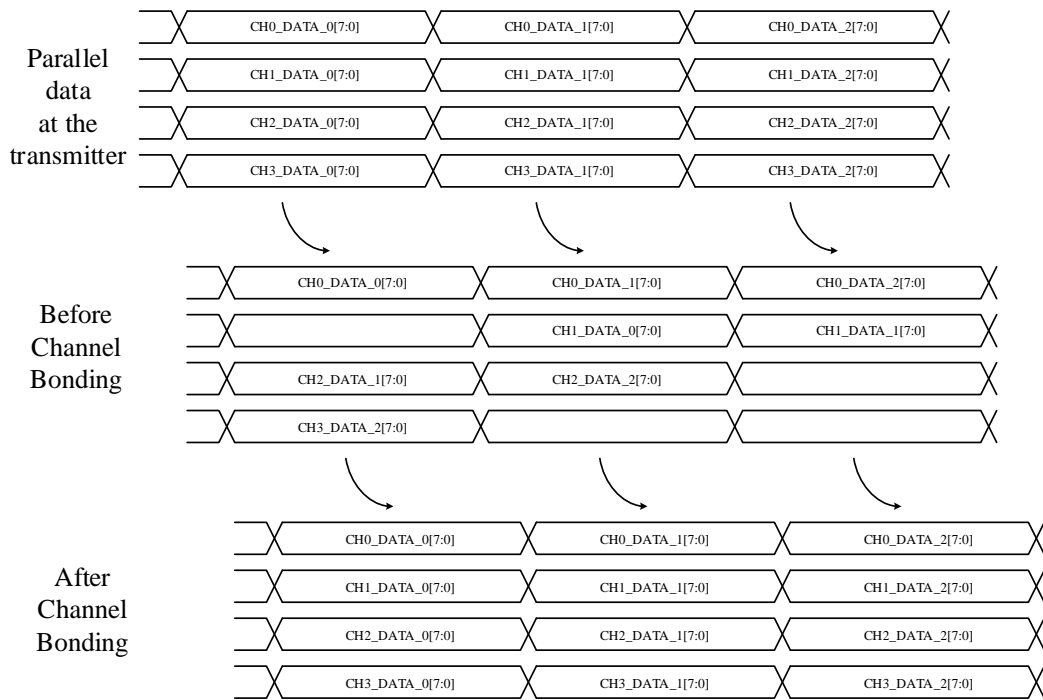 Parallel
data
at the
transmitter
CH0_DATA_0[7:0] CH0_DATA_1[7:0] CH0_DATA_2[7:0]
CH1_DATA_0[7:0] CH1_DATA_1[7:0] CH1_DATA_2[7:0]
CH2_DATA_0[7:0] CH2_DATA_1[7:0] CH2_DATA_2[7:0]
CH3_DATA_0[7:0] CH3_DATA_1[7:0] CH3_DATA_2[7:0]
Before
Channel
Bonding
CH0_DATA_0[7:0] CH0_DATA_1[7:0] CH0_DATA_2[7:0]
CH1_DATA_0[7:0] CH1_DATA_1[7:0]
CH2_DATA_1[7:0] CH2_DATA_2[7:0]
CH3_DATA_2[7:0]
After
Channel
Bonding
CH0_DATA_0[7:0] CH0_DATA_1[7:0] CH0_DATA_2[7:0]
CH1_DATA_0[7:0] CH1_DATA_1[7:0] CH1_DATA_2[7:0]
CH2_DATA_0[7:0] CH2_DATA_1[7:0] CH2_DATA_2[7:0]
CH3_DATA_0[7:0] CH3_DATA_1[7:0] CH3_DATA_2[7:0]